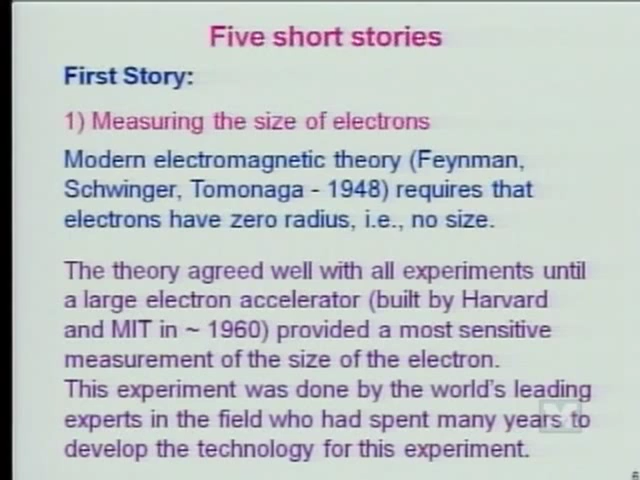 Five short stories
First Story:
1) Measuring the size of electrons
Modern electromagnetic theory (Feynman,
Schwinger, Tomonaga - 1948) requires that
electrons have zero radius, i.e., no size.
The theory agreed well with all experiments until
a large electron accelerator (built by Harvard
and MIT in ~ 1960) provided a most sensitive
measurement of the size of the electron.
This experiment was done by the world's leading
experts in the field who had spent many years to
develop the technology for this experiment.